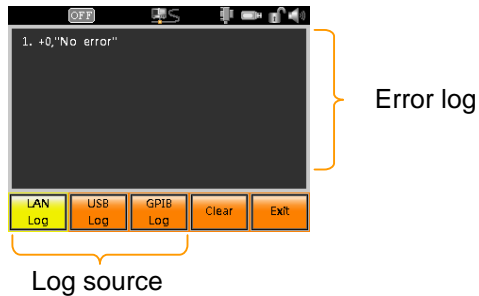 OFF
1. +0,"No error"
Error log
LAN Log
USB Log
GPIB Log
Clear
Exit
Log source